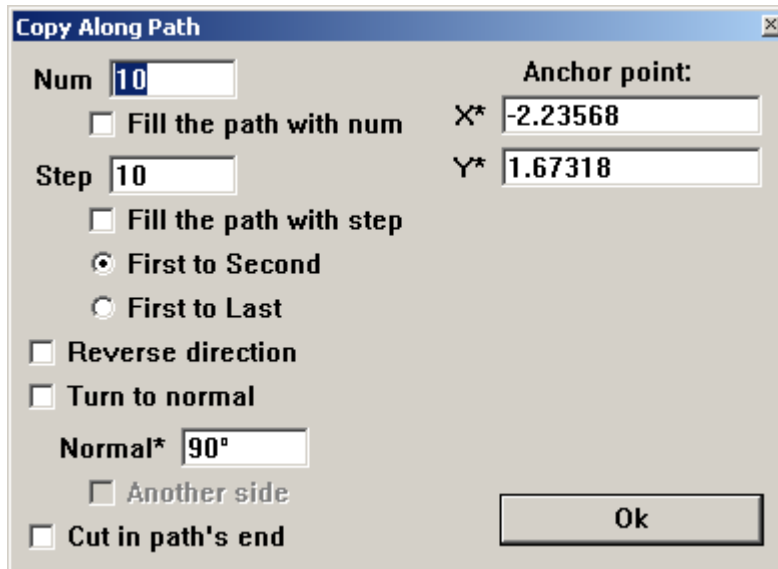 Copy Along Path
Num 10
Fill the path with num
Step 10
Fill the path with step
First to Second
First to Last
Reverse direction
Turn to normal
Normal* 90°
Another side
Cut in path's end
Anchor point:
X* -2.23568
Y* 1.67318
Ok